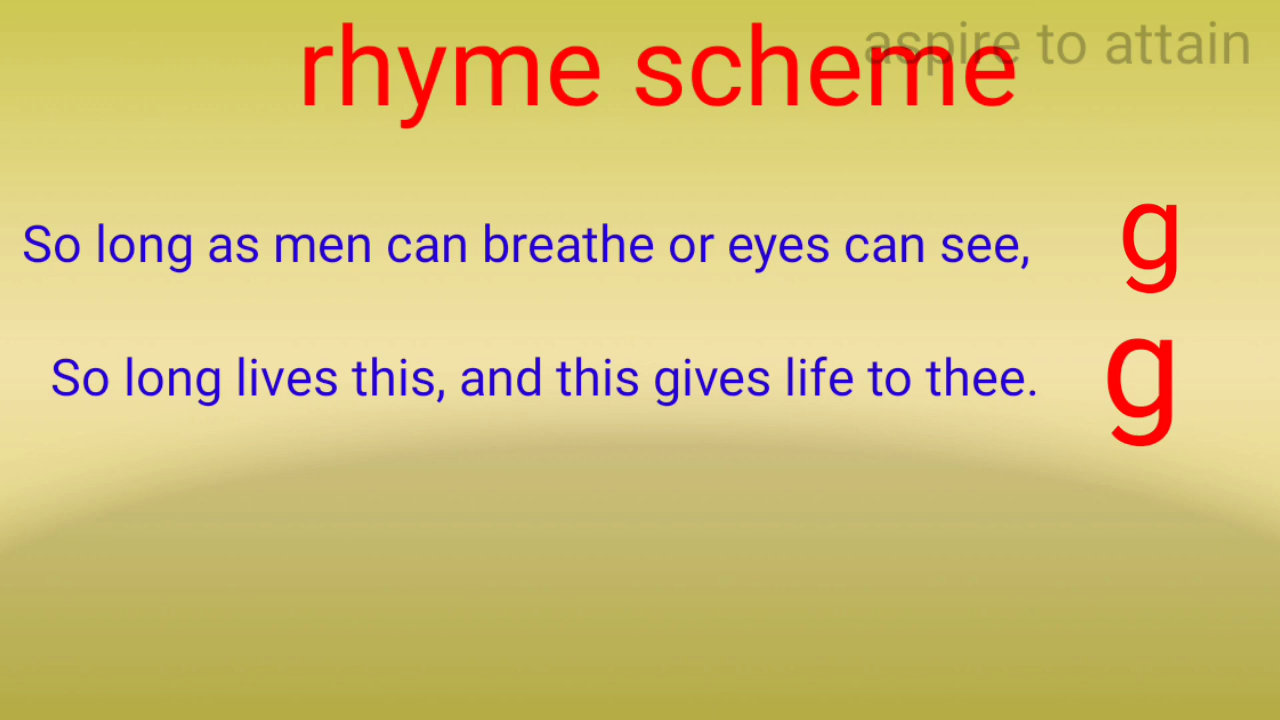 rhyme scheme
aspire to attain
So long as men can breathe or eyes can see, g
So long lives this, and this gives life to thee. g